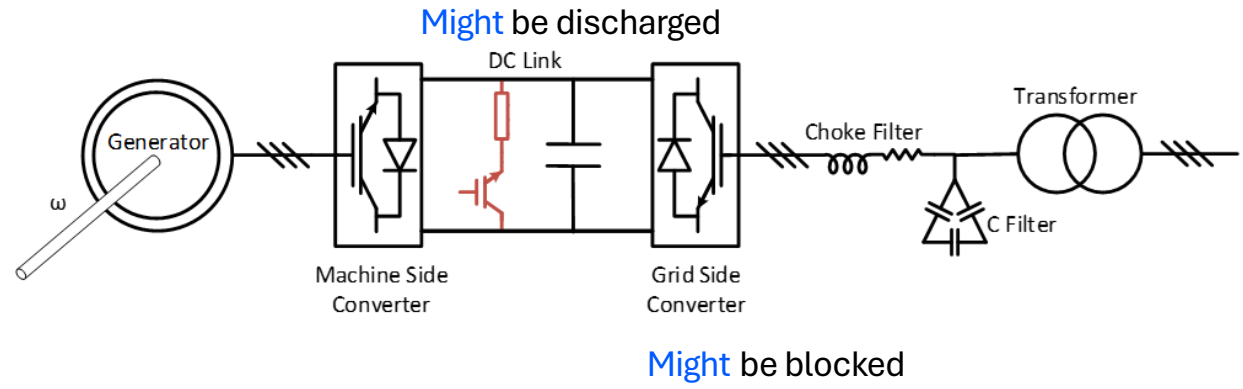 Might be discharged
DC Link
Transformer
Choke Filter
Generator
ω
C Filter
Machine Side
Converter
Grid Side
Converter
Might be blocked